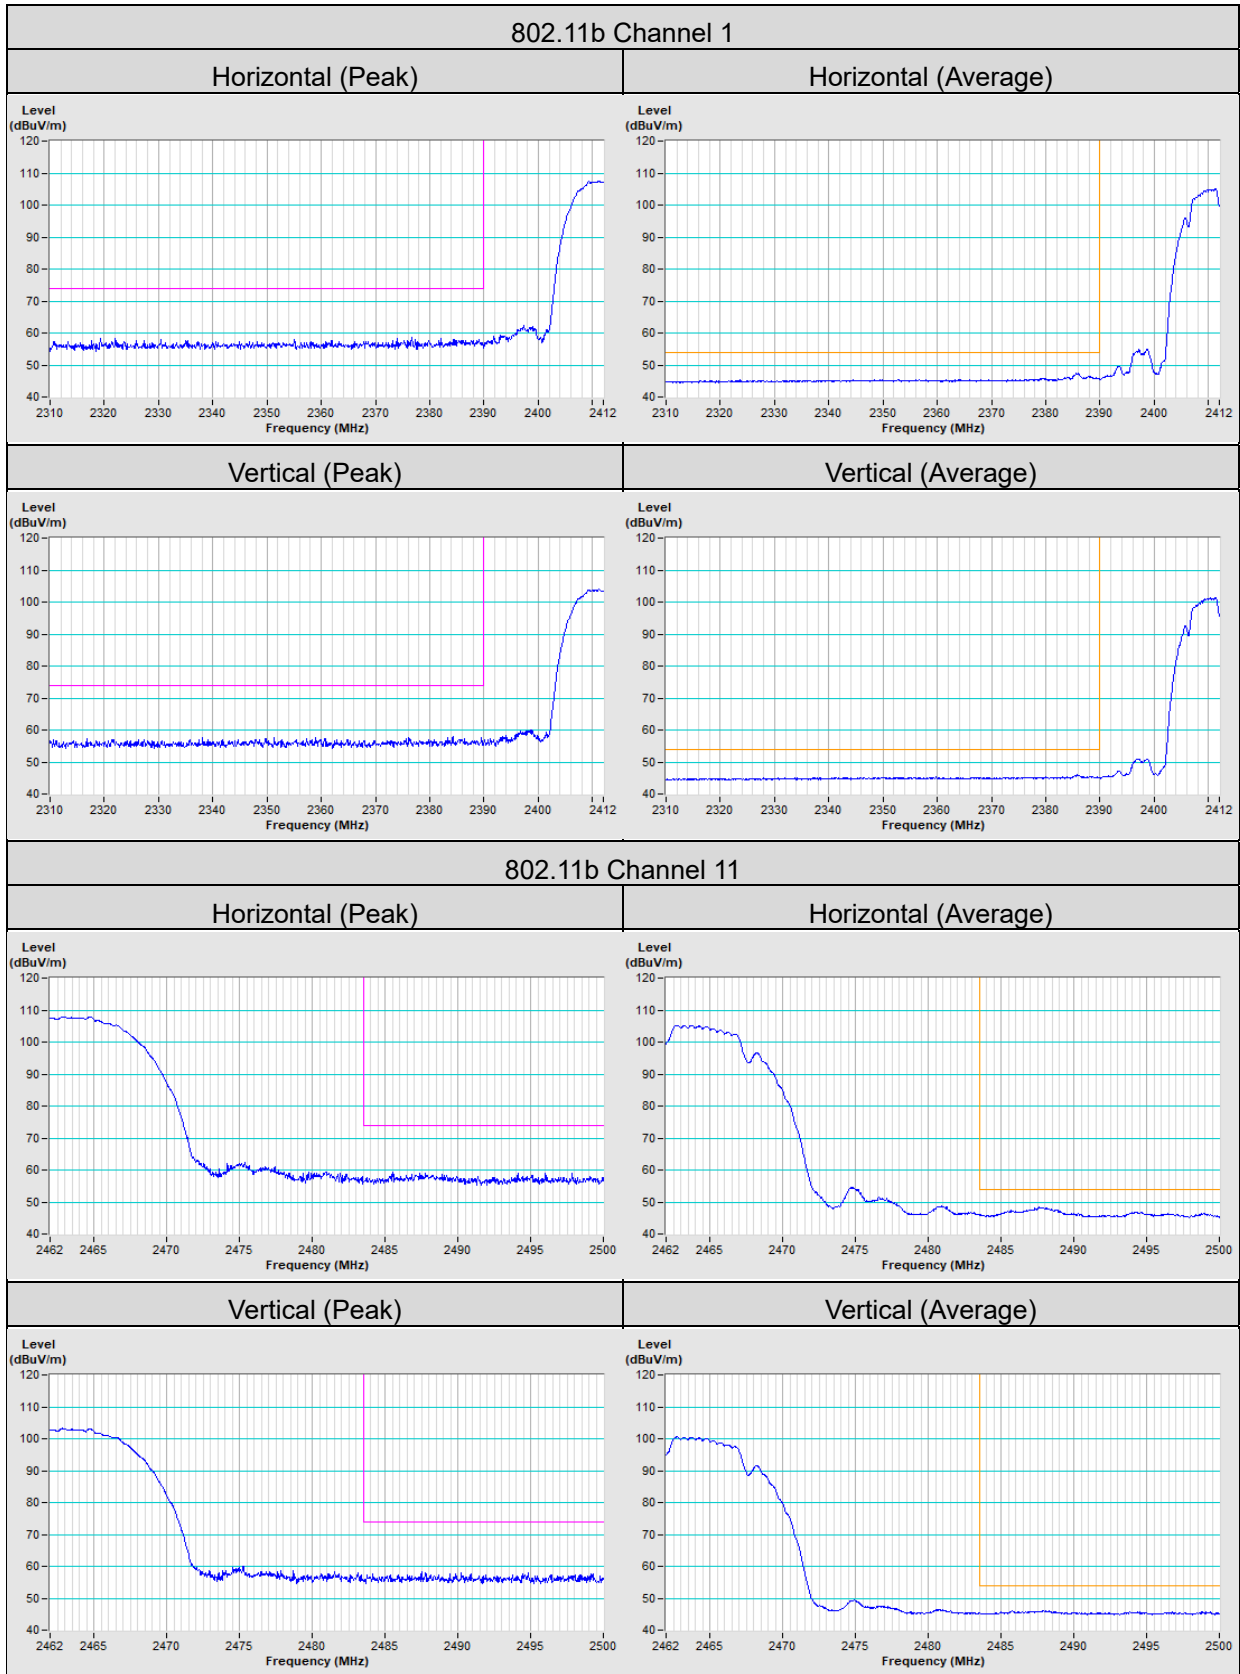 802.11b Channel 1
Horizontal (Peak)
Horizontal (Average)
Level
(dBuV/m)
120
110
100
90
80
70
60
50
40
2310 2320 2330 2340 2350 2360 2370 2380 2390 2400 2412
Frequency (MHz)
Level
(dBuV/m)
120
110
100
90
80
70
60
50
40
2310 2320 2330 2340 2350 2360 2370 2380 2390 2400 2412
Frequency (MHz)
Vertical (Peak)
Vertical (Average)
Level
(dBuV/m)
120
110
100
90
80
70
60
50
40
2310 2320 2330 2340 2350 2360 2370 2380 2390 2400 2412
Frequency (MHz)
Level
(dBuV/m)
120
110
100
90
80
70
60
50
40
2310 2320 2330 2340 2350 2360 2370 2380 2390 2400 2412
Frequency (MHz)
802.11b Channel 11
Horizontal (Peak)
Horizontal (Average)
Level
(dBuV/m)
120
110
100
90
80
70
60
50
40
2462 2465 2470 2475 2480 2485 2490 2495 2500
Frequency (MHz)
Level
(dBuV/m)
120
110
100
90
80
70
60
50
40
2462 2465 2470 2475 2480 2485 2490 2495 2500
Frequency (MHz)
Vertical (Peak)
Vertical (Average)
Level
(dBuV/m)
120
110
100
90
80
70
60
50
40
2462 2465 2470 2475 2480 2485 2490 2495 2500
Frequency (MHz)
Level
(dBuV/m)
120
110
100
90
80
70
60
50
40
2462 2465 2470 2475 2480 2485 2490 2495 2500
Frequency (MHz)